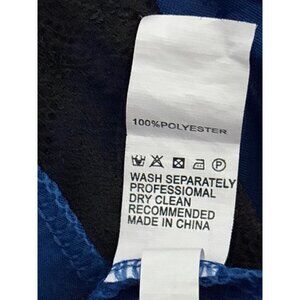 100%POLYESTER
P
WASH SEPARATELY
PROFESSIONAL
DRY CLEAN
RECOMMENDED
MADE IN CHINA